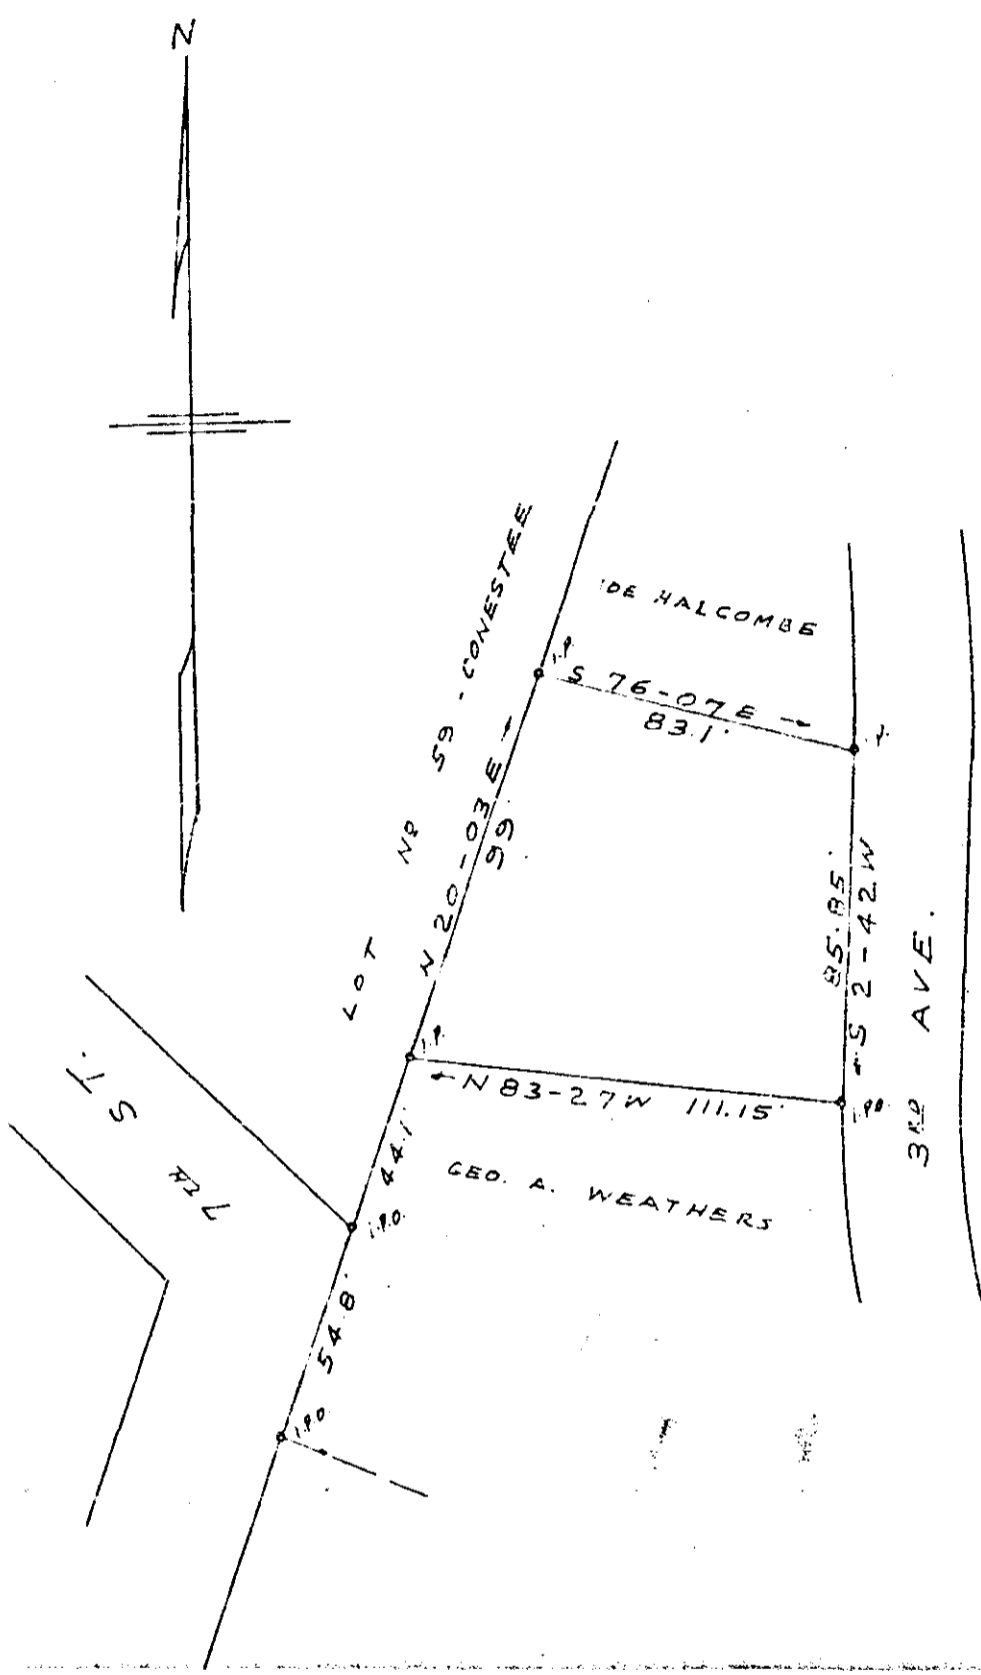 N
LOT NO 59 - CONESTEE
DE HALCOMBE
I.P.
S 76-07 E →
83.1'
N 20-03 E →
99'
85.85'
← S 2-42 W
3RD AVE.
I.P.
← N 83-27 W 111.15'
44.1'
GEO. A. WEATHERS
7TH ST.
I.P.O.
54.8'
I.P.O.